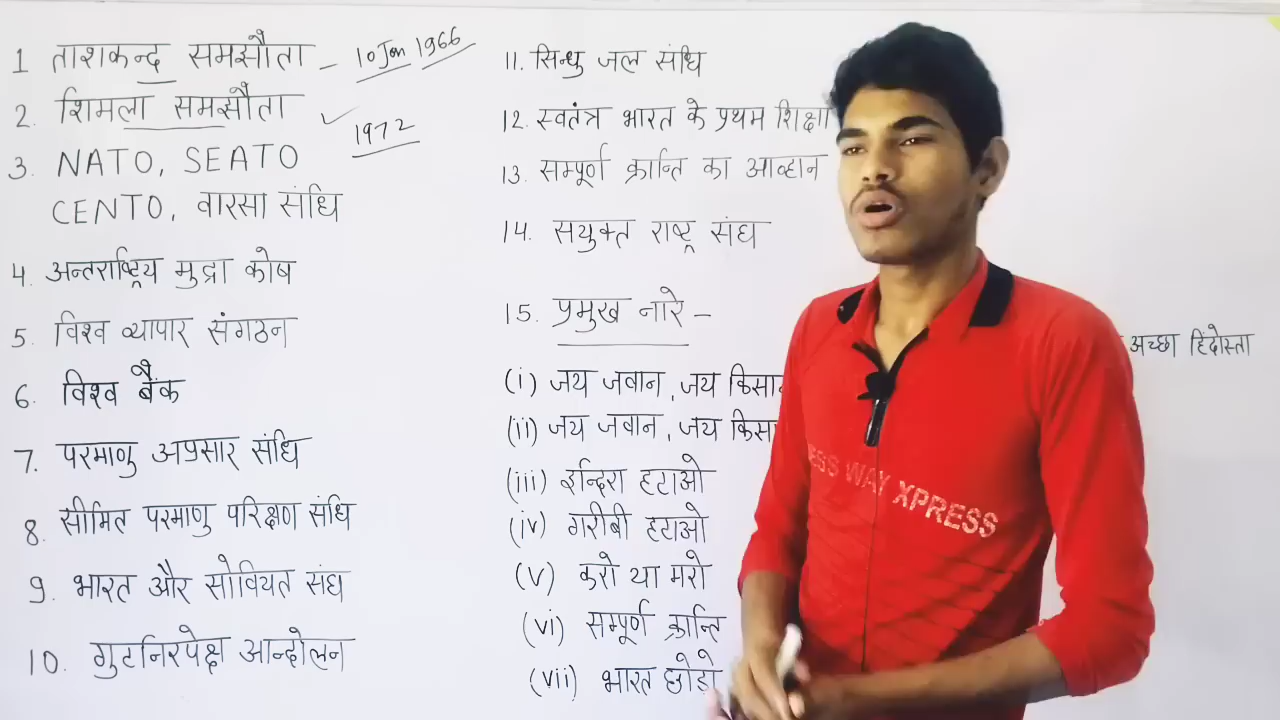 1 ताशकन्द समझौता - 10 Jan 1966
2. शिमला समझौता 1972
3. NATO, SEATO
CENTO, वारसा संधि
4. अन्तराष्ट्रिय मुद्रा कोष
5. विश्व व्यापार संगठन
6. विश्व बैंक
7. परमाणु अप्रसार संधि
8. सीमित परमाणु परिक्षण संधि
9. भारत और सोवियत संघ
10. गुटनिरपेक्ष आन्दोलन
11. सिन्धु जल संधि
12. स्वतंत्र भारत के प्रथम शिक्षा
13. सम्पूर्ण क्रान्ति का आव्हान
14. सयुक्त राष्ट्र संघ
15. प्रमुख नारे -
(i) जय जवान, जय किसान
(ii) जय जवान, जय किसा
(iii) इन्दिरा हटाओ
(iv) गरीबी हटाओ
(v) करो या मरो
(vi) सम्पूर्ण क्रान्ति
(vii) भारत छोड़ो
अच्छा हिंदोस्ता
ESS WAY XPRESS